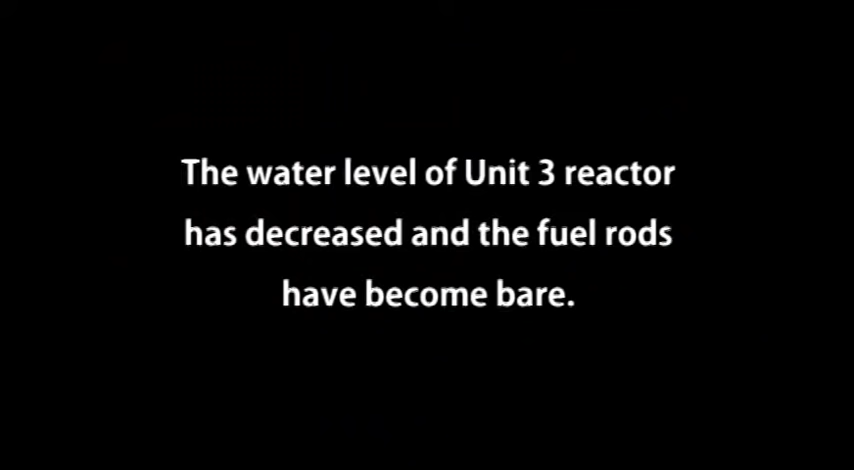 The water level of Unit 3 reactor
has decreased and the fuel rods
have become bare.